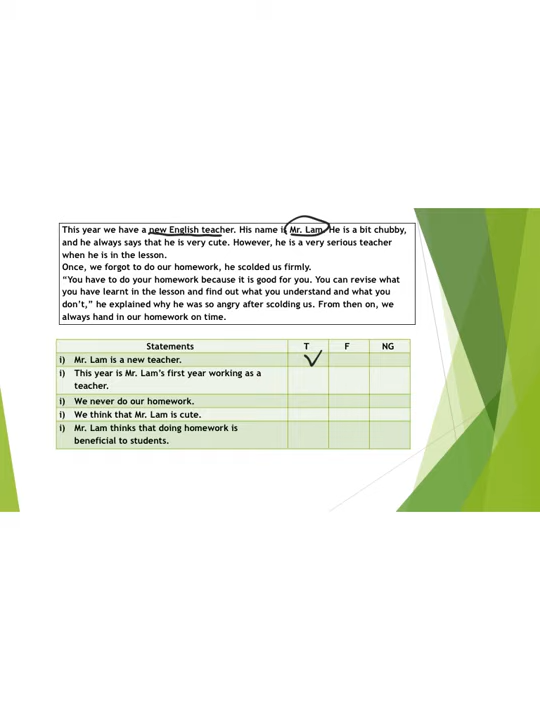 This year we have a new English teacher. His name is Mr. Lam. He is a bit chubby,
and he always says that he is very cute. However, he is a very serious teacher
when he is in the lesson.
Once, we forgot to do our homework, he scolded us firmly.
“You have to do your homework because it is good for you. You can revise what
you have learnt in the lesson and find out what you understand and what you
don’t,” he explained why he was so angry after scolding us. From then on, we
always hand in our homework on time.
Statements T F NG
i) Mr. Lam is a new teacher.
i) This year is Mr. Lam’s first year working as a
teacher.
i) We never do our homework.
i) We think that Mr. Lam is cute.
i) Mr. Lam thinks that doing homework is
beneficial to students.